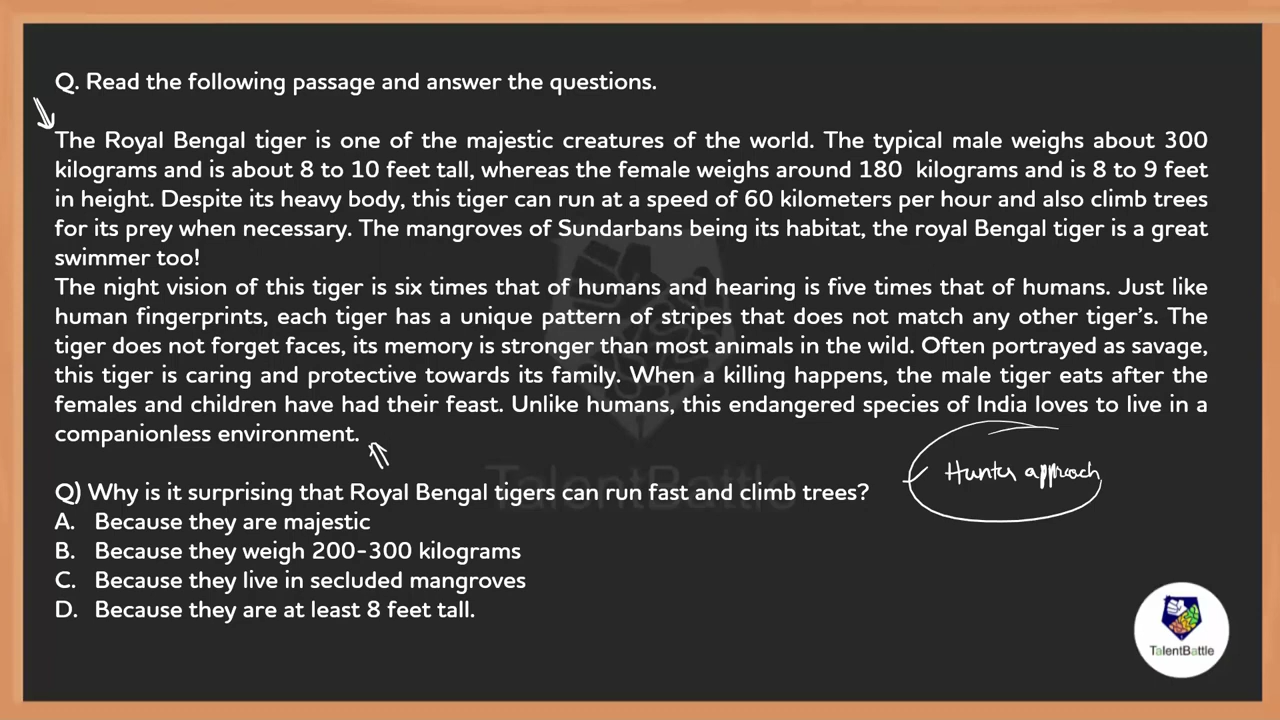 Q. Read the following passage and answer the questions.
The Royal Bengal tiger is one of the majestic creatures of the world. The typical male weighs about 300
kilograms and is about 8 to 10 feet tall, whereas the female weighs around 180 kilograms and is 8 to 9 feet
in height. Despite its heavy body, this tiger can run at a speed of 60 kilometers per hour and also climb trees
for its prey when necessary. The mangroves of Sundarbans being its habitat, the royal Bengal tiger is a great
swimmer too!
The night vision of this tiger is six times that of humans and hearing is five times that of humans. Just like
human fingerprints, each tiger has a unique pattern of stripes that does not match any other tiger's. The
tiger does not forget faces, its memory is stronger than most animals in the wild. Often portrayed as savage,
this tiger is caring and protective towards its family. When a killing happens, the male tiger eats after the
females and children have had their feast. Unlike humans, this endangered species of India loves to live in a
companionless environment.
Hunter approach
Q) Why is it surprising that Royal Bengal tigers can run fast and climb trees?
A. Because they are majestic
B. Because they weigh 200-300 kilograms
C. Because they live in secluded mangroves
D. Because they are at least 8 feet tall.
TalentBattle
TalentBattle